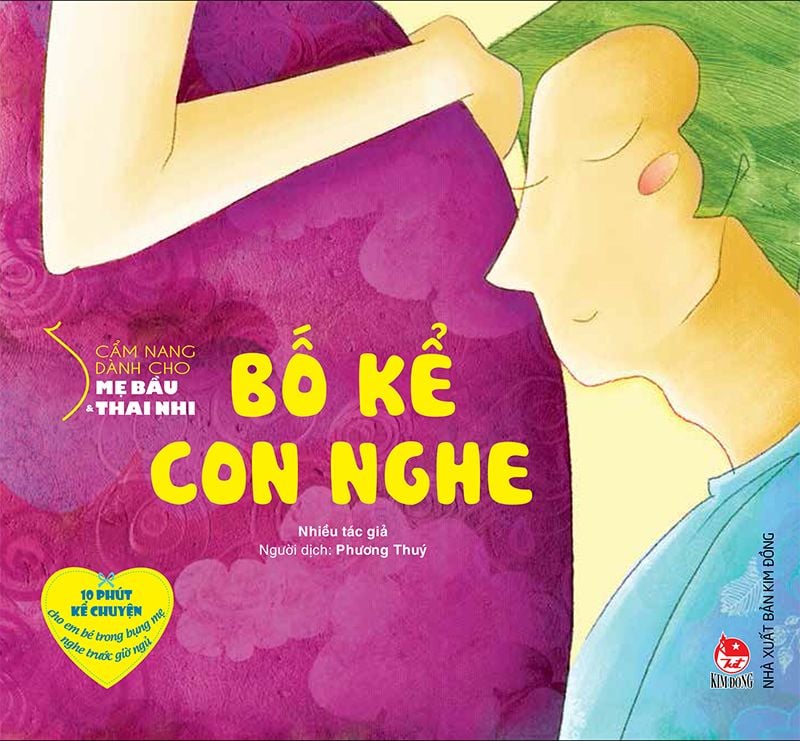 CẨM NANG
DÀNH CHO
MẸ BẦU
& THAI NHI
BỐ KỂ
CON NGHE
Nhiều tác giả
Người dịch: Phương Thuý
10 PHÚT
KỂ CHUYỆN
cho em bé trong bụng mẹ
nghe trước giờ ngủ
kđ
KIM ĐỒNG
NHÀ XUẤT BẢN KIM ĐỒNG